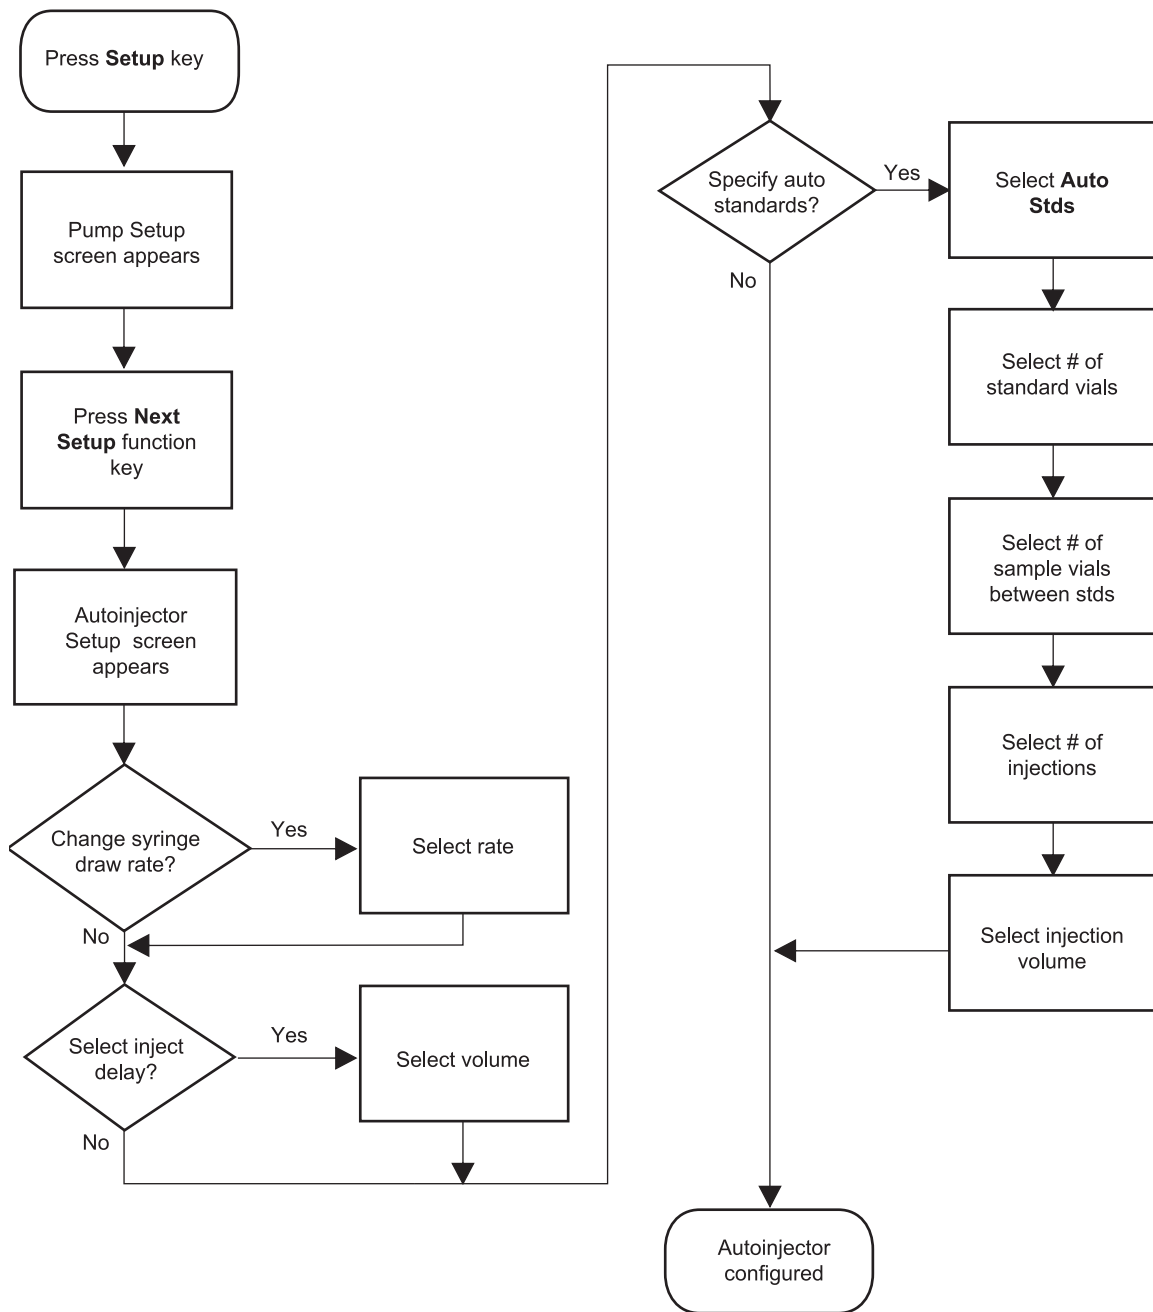 Press Setup key
Pump Setup
screen appears
Press Next
Setup function
key
Autoinjector
Setup screen
appears
Change syringe
draw rate?
Yes
Select rate
No
Select inject
delay?
Yes
Select volume
No
Specify auto
standards?
Yes
Select Auto
Stds
No
Select # of
standard vials
Select # of
sample vials
between stds
Select # of
injections
Select injection
volume
Autoinjector
configured